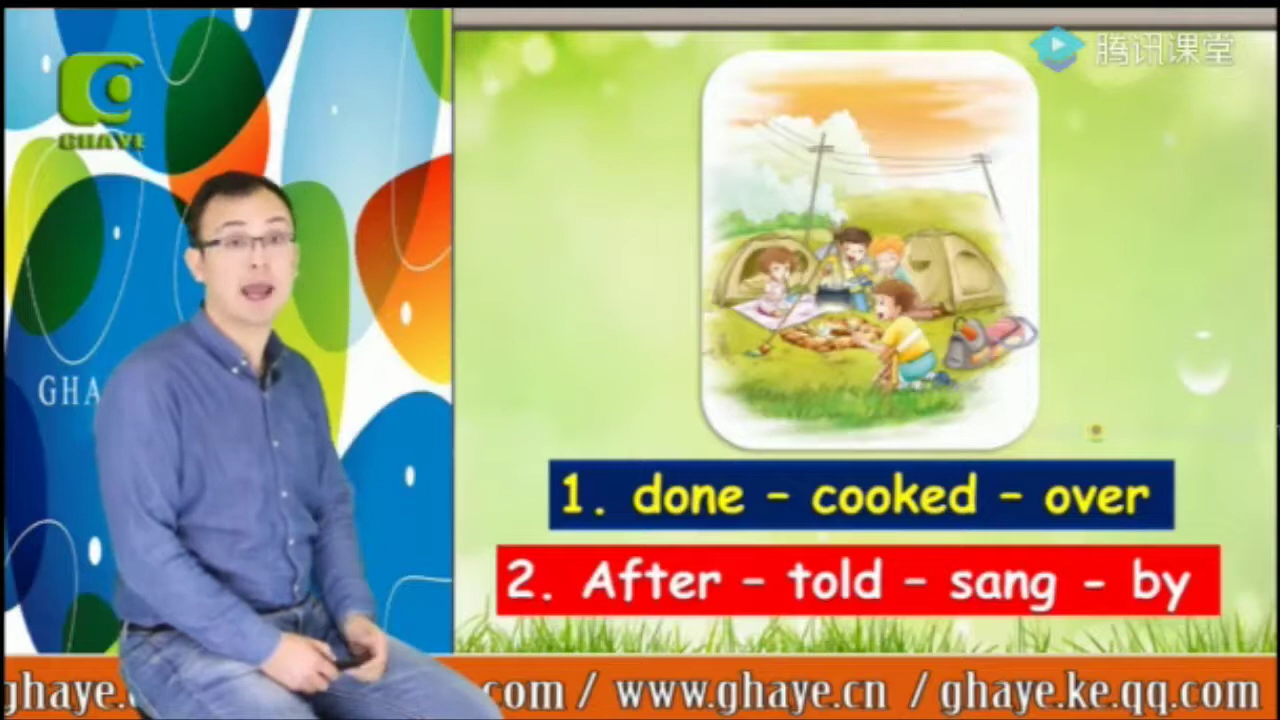 腾讯课堂
GHAYE
GHA
1. done – cooked – over
2. After – told – sang - by
ghaye.c
.com / www.ghaye.cn / ghaye.ke.qq.com